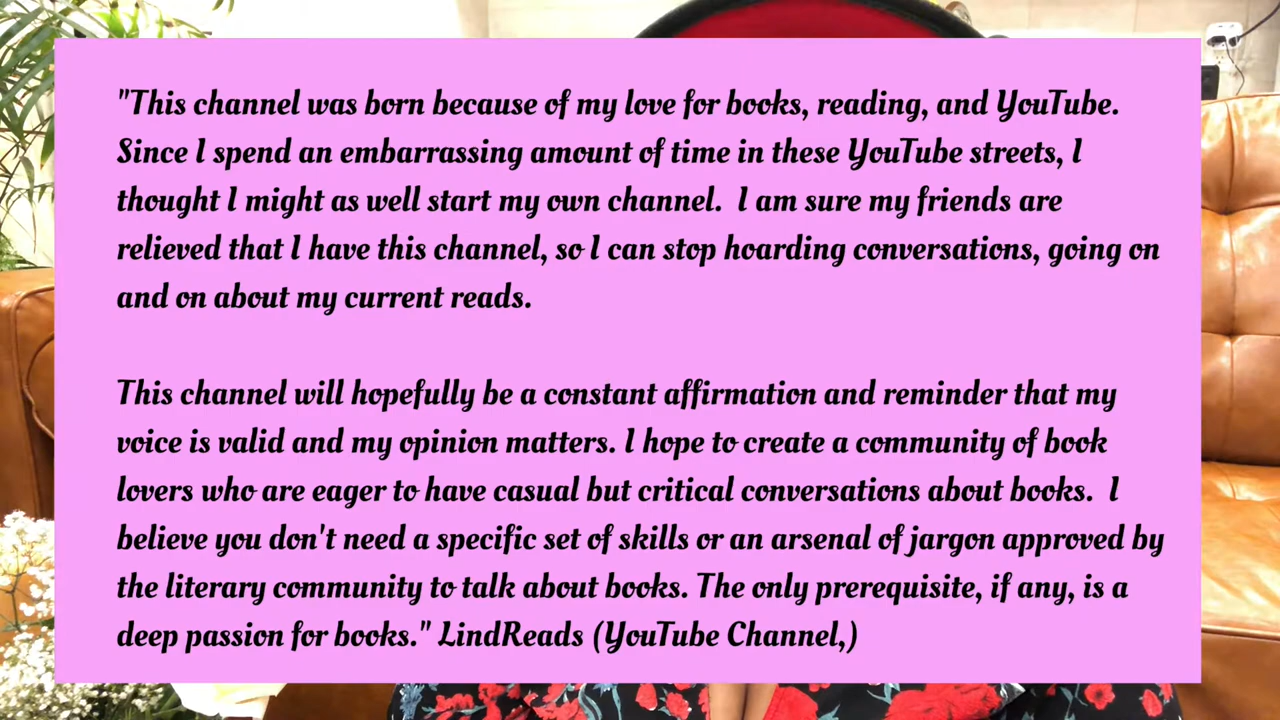 "This channel was born because of my love for books, reading, and YouTube.
Since I spend an embarrassing amount of time in these YouTube streets, I
thought I might as well start my own channel.  I am sure my friends are
relieved that I have this channel, so I can stop hoarding conversations, going on
and on about my current reads.
This channel will hopefully be a constant affirmation and reminder that my
voice is valid and my opinion matters. I hope to create a community of book
lovers who are eager to have casual but critical conversations about books.  I
believe you don't need a specific set of skills or an arsenal of jargon approved by
the literary community to talk about books. The only prerequisite, if any, is a
deep passion for books." LindReads (YouTube Channel,)